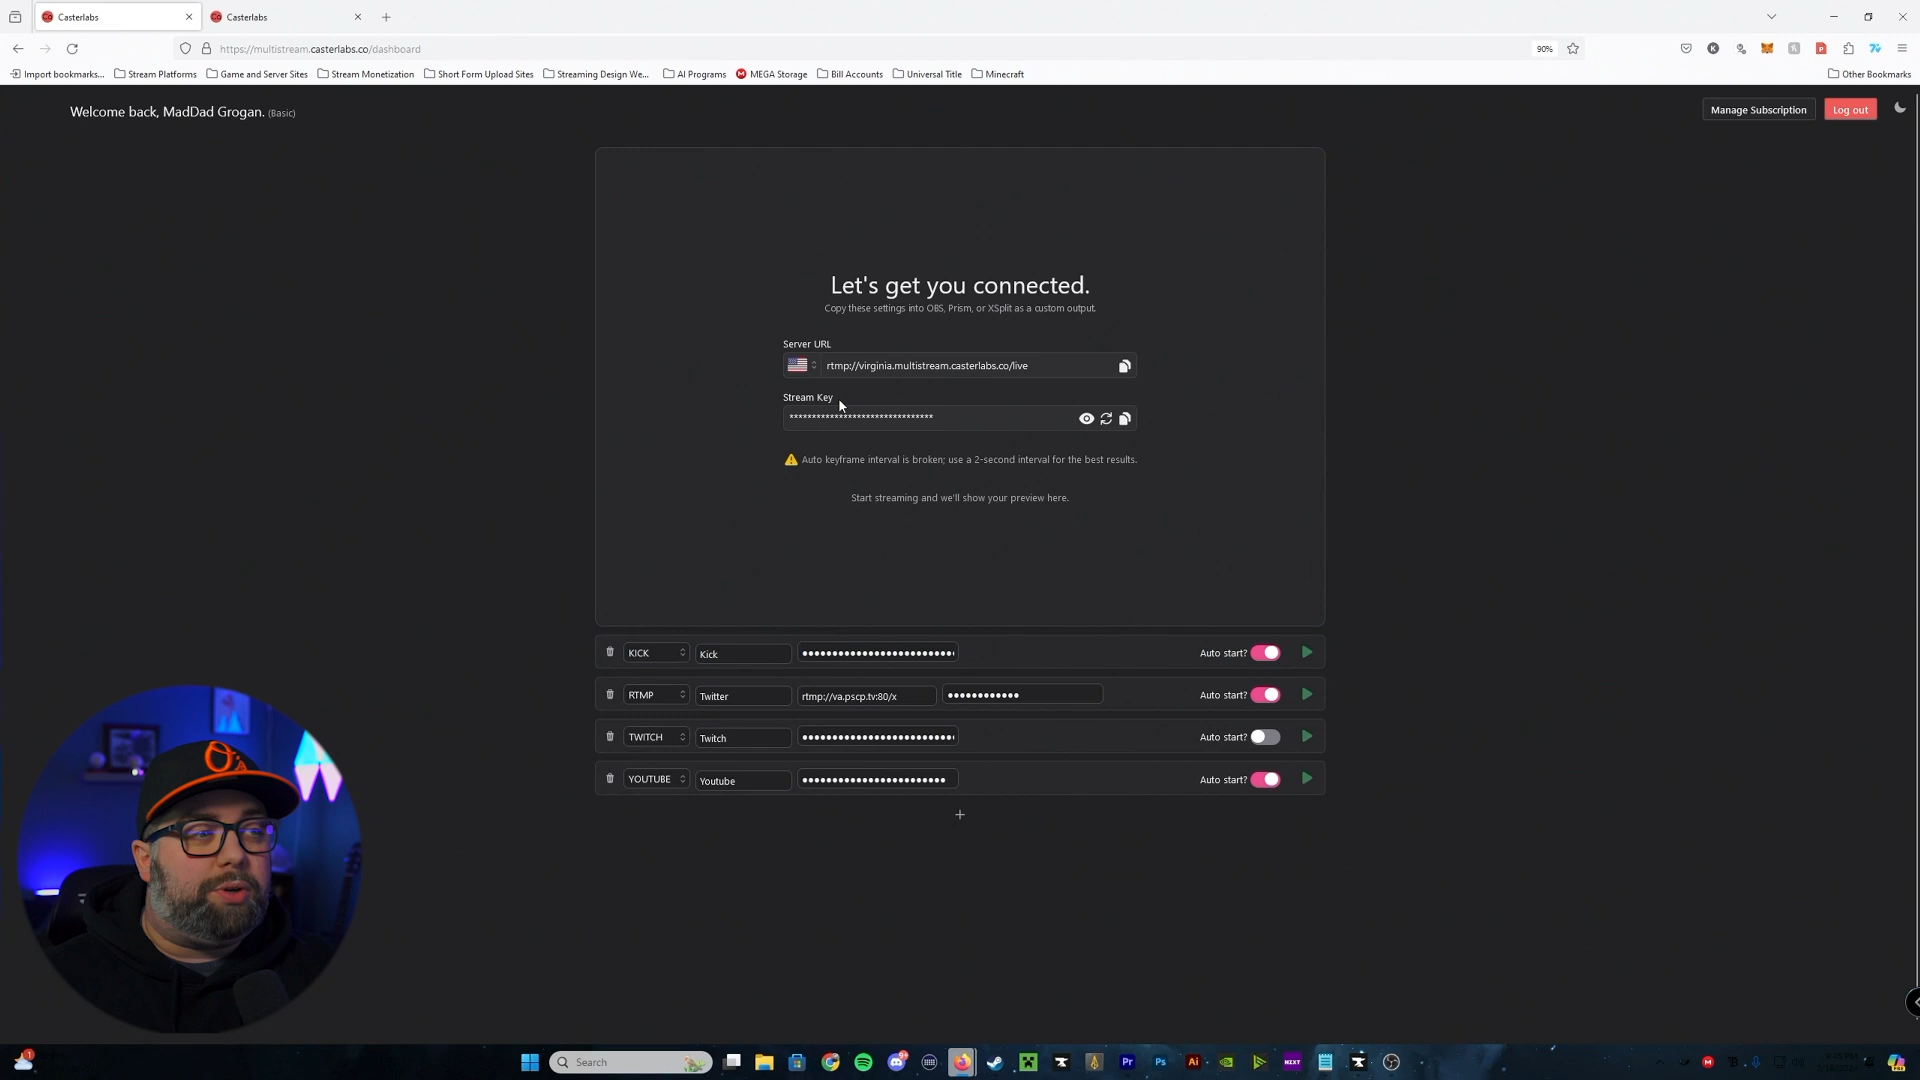 Casterlabs
Casterlabs
https://multistream.casterlabs.co/dashboard
90%
Import bookmarks... Stream Platforms Game and Server Sites Stream Monetization Short Form Upload Sites Streaming Design We... AI Programs MEGA Storage Bill Accounts Universal Title Minecraft Other Bookmarks
Welcome back, MadDad Grogan. (Basic)
Manage Subscription Log out
Let's get you connected.
Copy these settings into OBS, Prism, or XSplit as a custom output.
Server URL
rtmp://virginia.multistream.casterlabs.co/live
Stream Key
********************************
Auto keyframe interval is broken; use a 2-second interval for the best results.
Start streaming and we'll show your preview here.
KICK Kick Auto start?
RTMP Twitter rtmp://va.pscp.tv:80/x Auto start?
TWITCH Twitch Auto start?
YOUTUBE Youtube Auto start?
Search